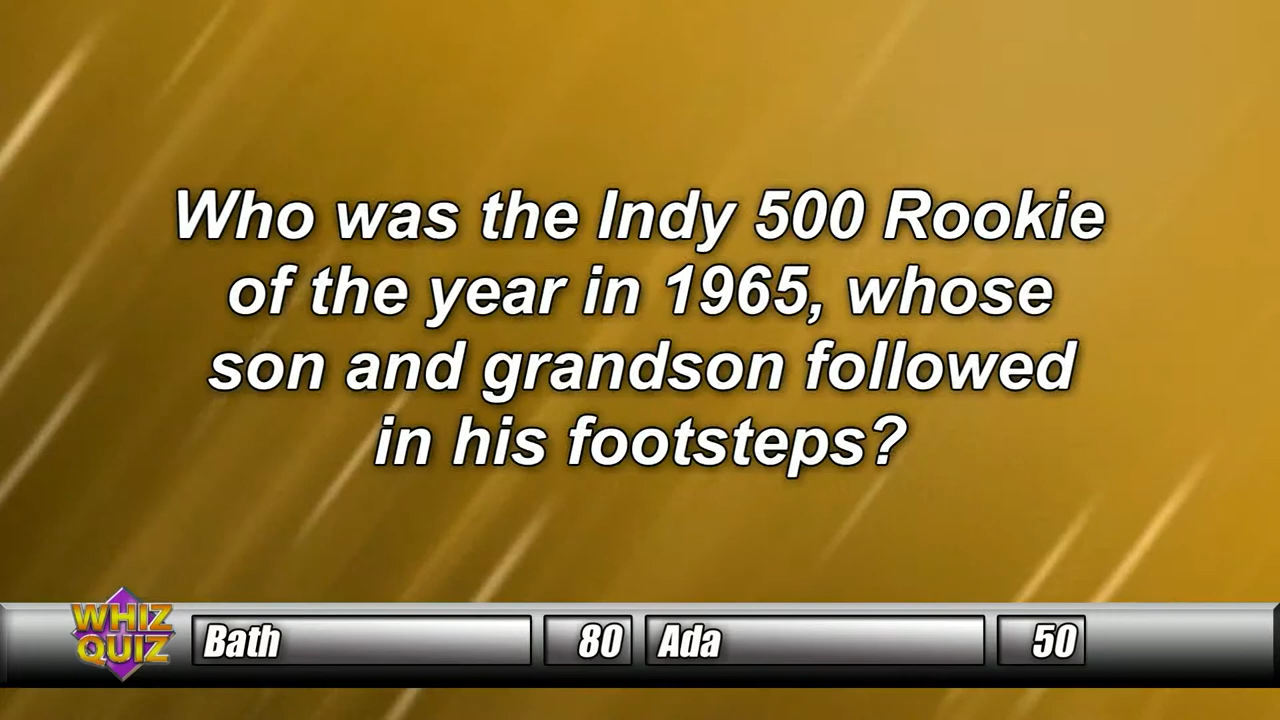 Who was the Indy 500 Rookie
of the year in 1965, whose
son and grandson followed
in his footsteps?
WHIZ
QUIZ
Bath 80 Ada 50